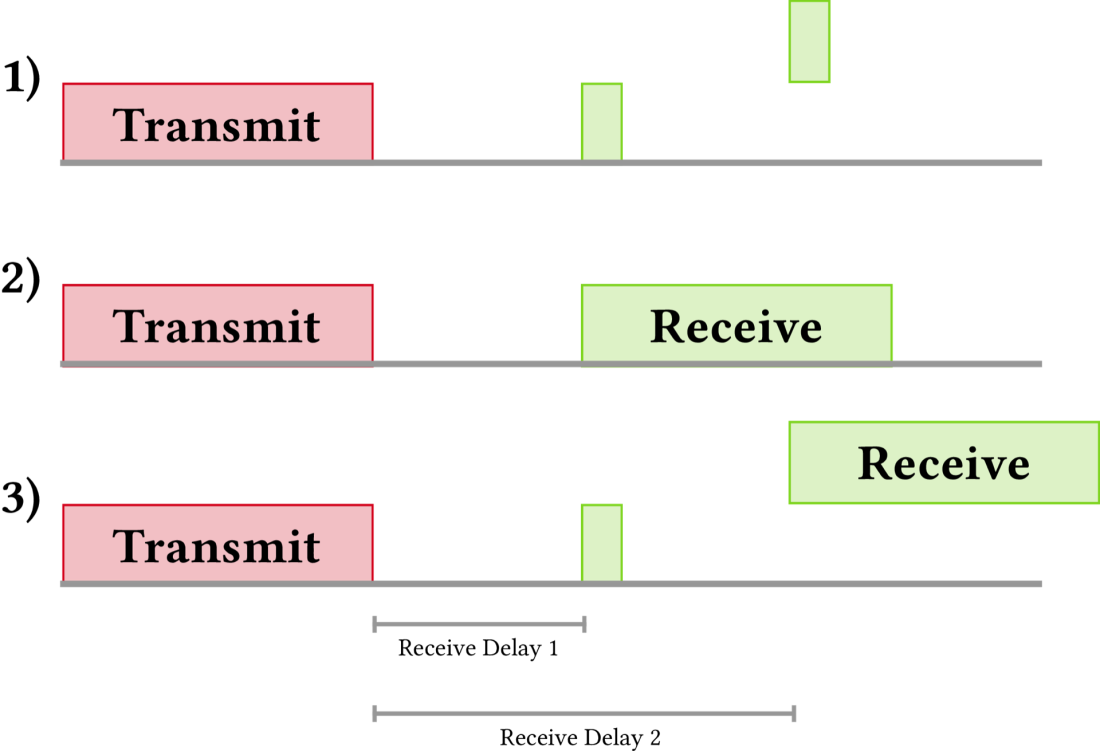 1)
Transmit
2)
Transmit
Receive
Receive
3)
Transmit
Receive Delay 1
Receive Delay 2